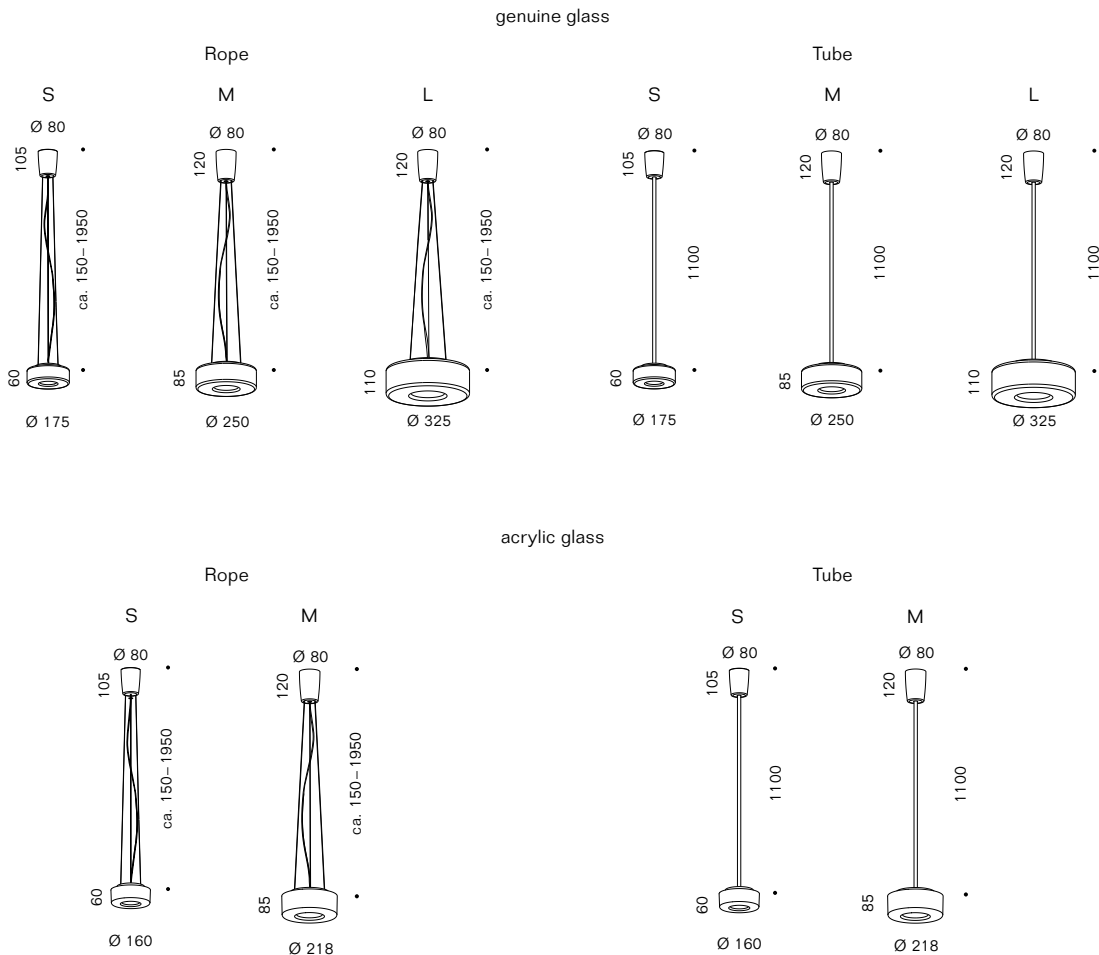 genuine glass
Rope Tube
S M L S M L
Ø 80 Ø 80 Ø 80 Ø 80 Ø 80 Ø 80
105 120 120 105 120 120
ca. 150–1950 ca. 150–1950 ca. 150–1950 1100 1100 1100
60 85 110 60 85 110
Ø 175 Ø 250 Ø 325 Ø 175 Ø 250 Ø 325
acrylic glass
Rope Tube
S M S M
Ø 80 Ø 80 Ø 80 Ø 80
105 120 105 120
ca. 150–1950 ca. 150–1950 1100 1100
60 85 60 85
Ø 160 Ø 218 Ø 160 Ø 218